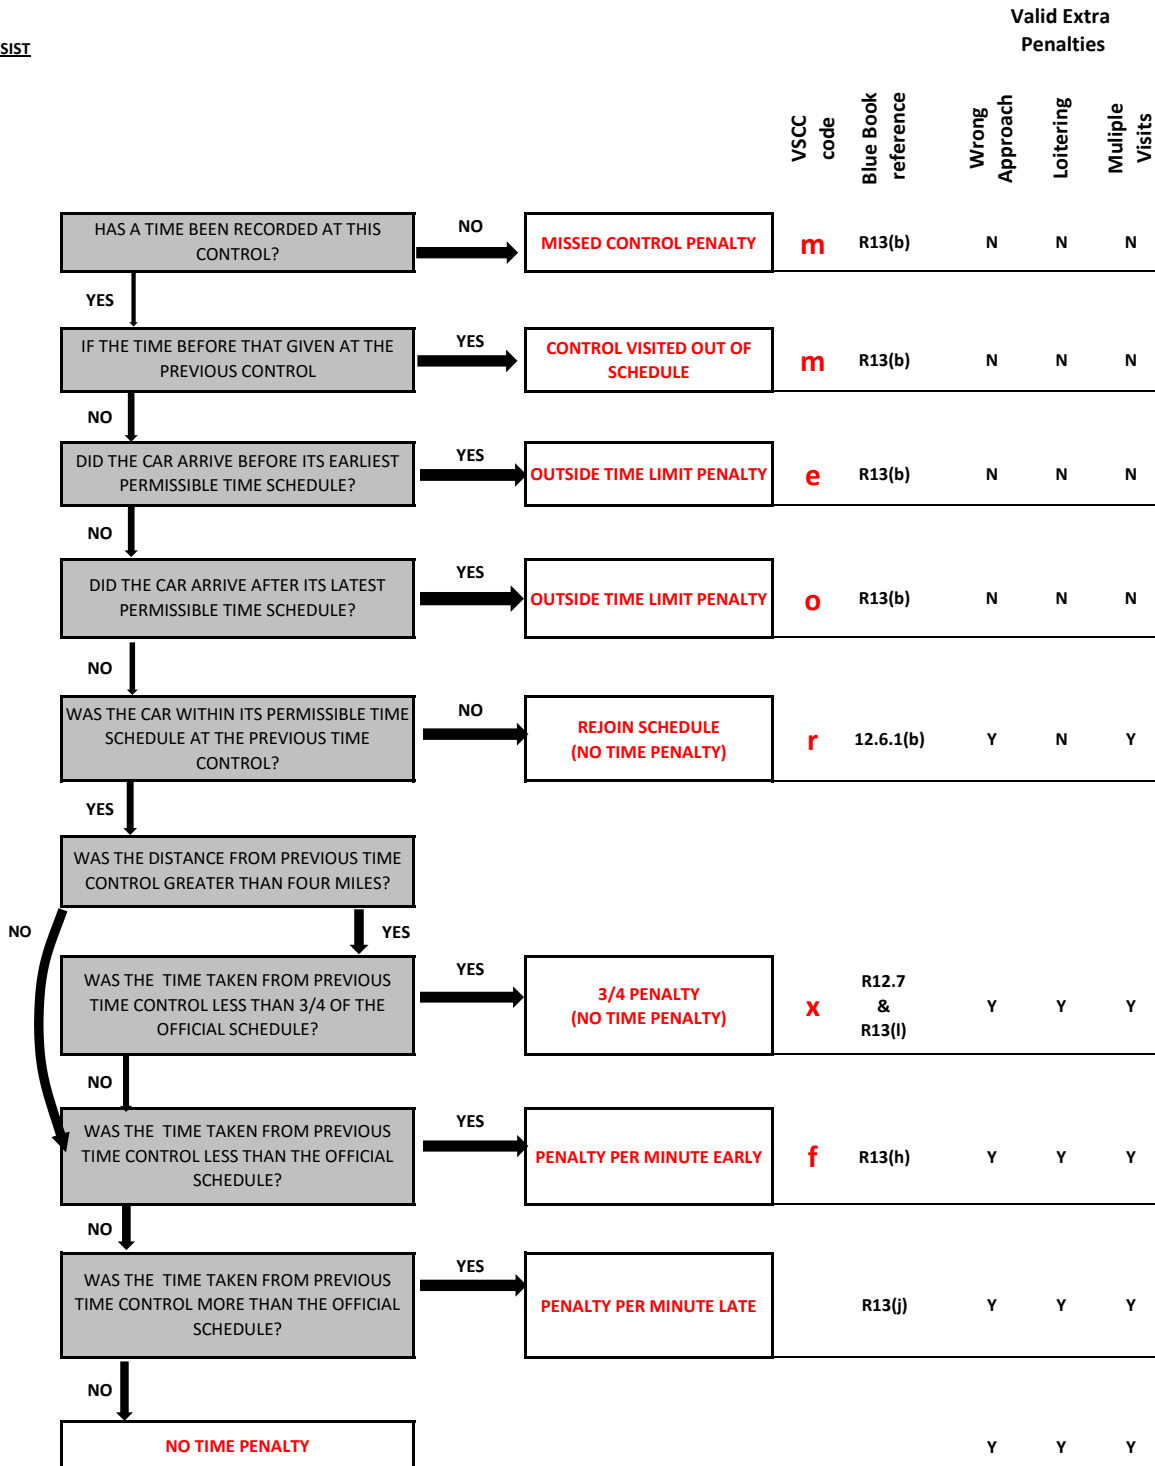 Valid Extra
Penalties
SIST
VSCC
code
Blue Book
reference
Wrong
Approach
Loitering
Muliple
Visits
HAS A TIME BEEN RECORDED AT THIS
CONTROL?
NO
MISSED CONTROL PENALTY
m
R13(b)
N
N
N
YES
IF THE TIME BEFORE THAT GIVEN AT THE
PREVIOUS CONTROL
YES
CONTROL VISITED OUT OF
SCHEDULE
m
R13(b)
N
N
N
NO
DID THE CAR ARRIVE BEFORE ITS EARLIEST
PERMISSIBLE TIME SCHEDULE?
YES
OUTSIDE TIME LIMIT PENALTY
e
R13(b)
N
N
N
NO
DID THE CAR ARRIVE AFTER ITS LATEST
PERMISSIBLE TIME SCHEDULE?
YES
OUTSIDE TIME LIMIT PENALTY
o
R13(b)
N
N
N
NO
WAS THE CAR WITHIN ITS PERMISSIBLE TIME
SCHEDULE AT THE PREVIOUS TIME
CONTROL?
NO
REJOIN SCHEDULE
(NO TIME PENALTY)
r
12.6.1(b)
Y
N
Y
YES
WAS THE DISTANCE FROM PREVIOUS TIME
CONTROL GREATER THAN FOUR MILES?
NO
YES
WAS THE TIME TAKEN FROM PREVIOUS
TIME CONTROL LESS THAN 3/4 OF THE
OFFICIAL SCHEDULE?
YES
3/4 PENALTY
(NO TIME PENALTY)
x
R12.7
&
R13(l)
Y
Y
Y
NO
WAS THE TIME TAKEN FROM PREVIOUS
TIME CONTROL LESS THAN THE OFFICIAL
SCHEDULE?
YES
PENALTY PER MINUTE EARLY
f
R13(h)
Y
Y
Y
NO
WAS THE TIME TAKEN FROM PREVIOUS
TIME CONTROL MORE THAN THE OFFICIAL
SCHEDULE?
YES
PENALTY PER MINUTE LATE
R13(j)
Y
Y
Y
NO
NO TIME PENALTY
Y
Y
Y